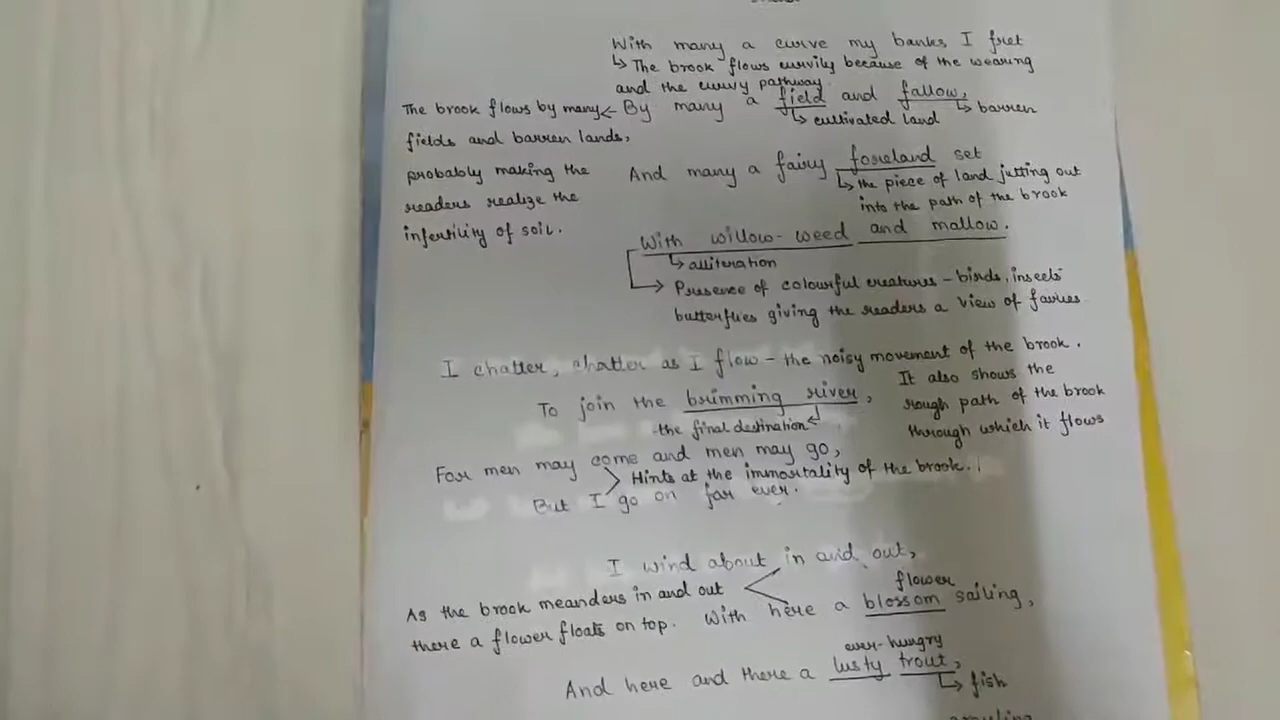 With many a curve my banks I fret
↳ The brook flows curvily because of the wearing
and the curvy pathway.
The brook flows by many ← By many a field and fallow,
↳ cultivated land
↳ barren
fields and barren lands,
probably making the
readers realize the
infertility of soil.
And many a fairy foreland set
↳ the piece of land jutting out
into the path of the brook
With willow-weed and mallow.
↳ alliteration
→ Presence of colourful creatures - birds, insects
butterflies giving the readers a view of fairies
I chatter, chatter as I flow - the noisy movement of the brook.
It also shows the
rough path of the brook
through which it flows
To join the brimming river,
the final destination
For men may come and men may go,
Hints at the immortality of the brook.
But I go on for ever.
I wind about in and out,
As the brook meanders in and out
there a flower floats on top.
flower
With here a blossom sailing,
ever-hungry
And here and there a lusty trout,
↳ fish